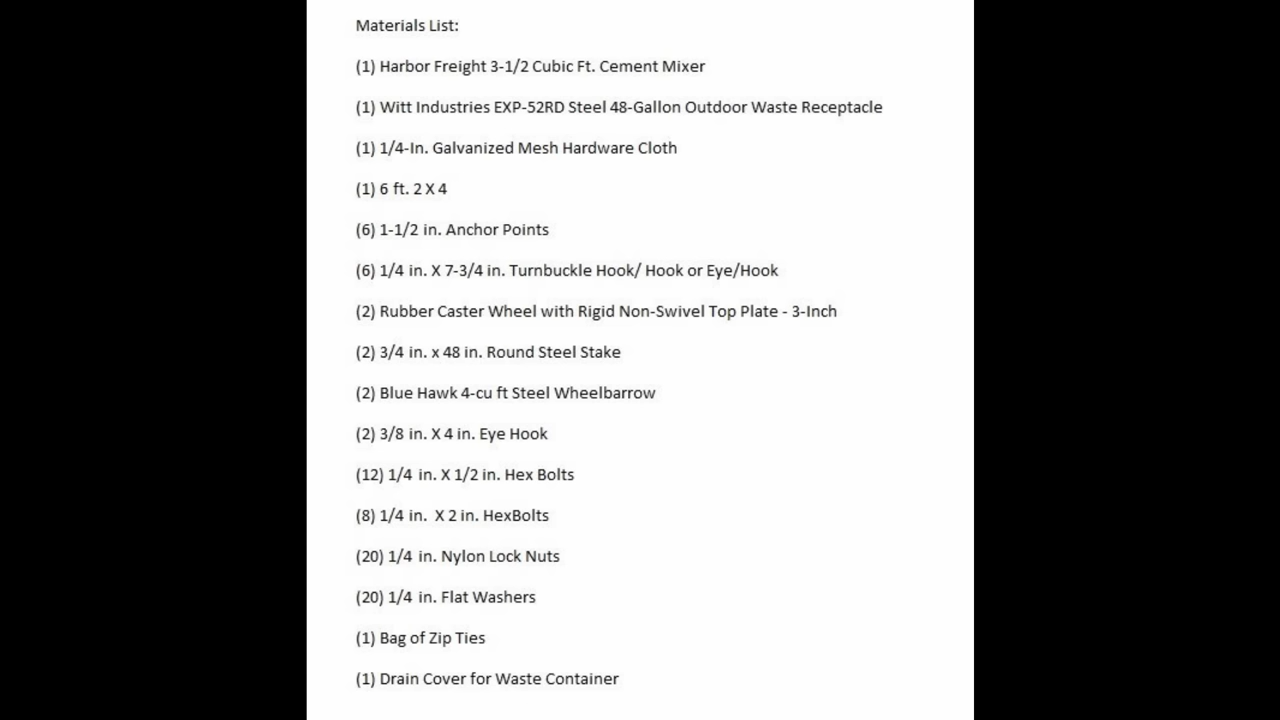 Materials List:
(1) Harbor Freight 3-1/2 Cubic Ft. Cement Mixer
(1) Witt Industries EXP-52RD Steel 48-Gallon Outdoor Waste Receptacle
(1) 1/4-In. Galvanized Mesh Hardware Cloth
(1) 6 ft. 2 X 4
(6) 1-1/2 in. Anchor Points
(6) 1/4 in. X 7-3/4 in. Turnbuckle Hook/ Hook or Eye/Hook
(2) Rubber Caster Wheel with Rigid Non-Swivel Top Plate - 3-Inch
(2) 3/4 in. x 48 in. Round Steel Stake
(2) Blue Hawk 4-cu ft Steel Wheelbarrow
(2) 3/8 in. X 4 in. Eye Hook
(12) 1/4 in. X 1/2 in. Hex Bolts
(8) 1/4 in.  X 2 in. HexBolts
(20) 1/4 in. Nylon Lock Nuts
(20) 1/4 in. Flat Washers
(1) Bag of Zip Ties
(1) Drain Cover for Waste Container